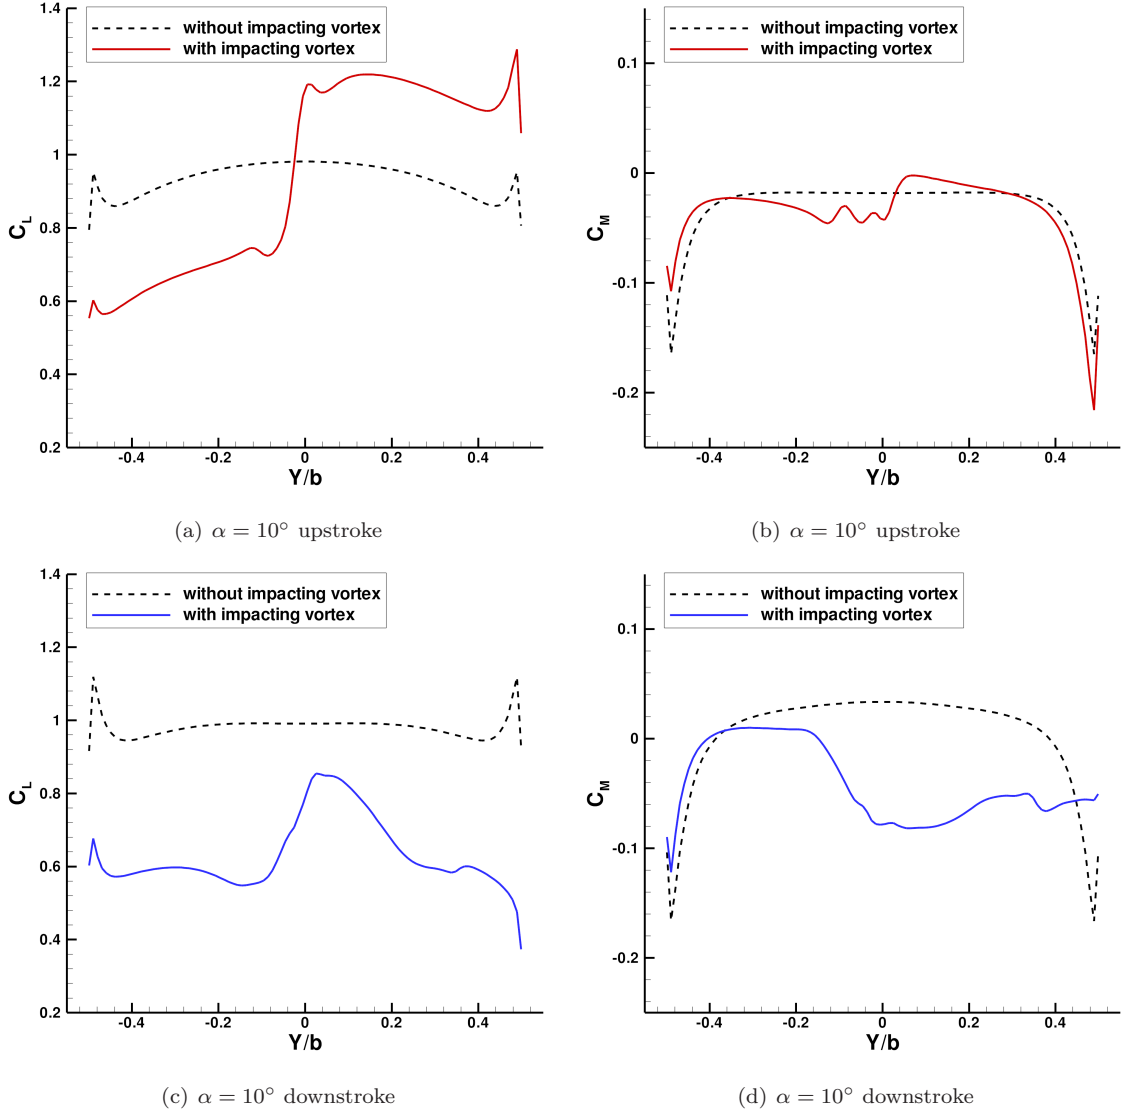 1.4
1.2
1
0.8
0.6
0.4
0.2
C_L
without impacting vortex
with impacting vortex
-0.4 -0.2 0 0.2 0.4
Y/b
0.1
0
-0.1
-0.2
C_M
without impacting vortex
with impacting vortex
-0.4 -0.2 0 0.2 0.4
Y/b
(a) α = 10° upstroke
(b) α = 10° upstroke
1.4
1.2
1
0.8
0.6
0.4
0.2
C_L
without impacting vortex
with impacting vortex
-0.4 -0.2 0 0.2 0.4
Y/b
0.1
0
-0.1
-0.2
C_M
without impacting vortex
with impacting vortex
-0.4 -0.2 0 0.2 0.4
Y/b
(c) α = 10° downstroke
(d) α = 10° downstroke